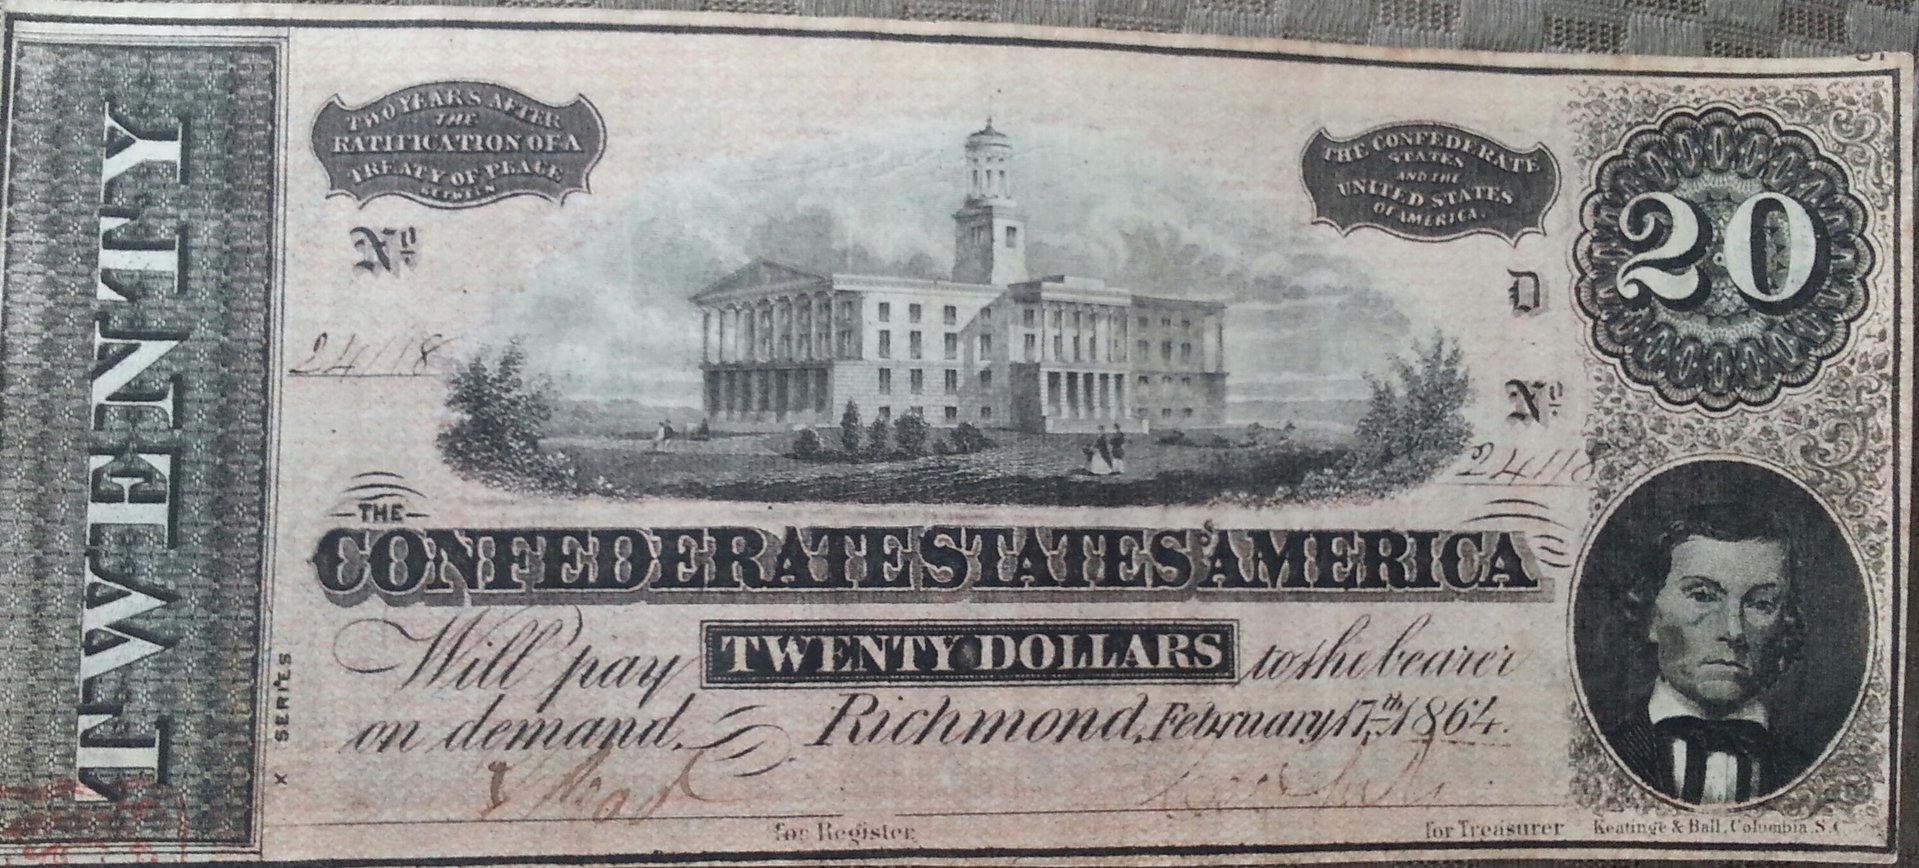 TWENTY
TWO YEARS AFTER
THE
RATIFICATION OF A
TREATY OF PEACE
BETWEEN
THE CONFEDERATE
STATES
AND THE
UNITED STATES
OF AMERICA.
20
No
D
24118
No
24118
THE
CONFEDERATE STATES OF AMERICA
Will pay TWENTY DOLLARS to the bearer
on demand. Richmond, February 17th 1864.
X SERIES
for Register
for Treasurer
Keatinge & Ball, Columbia, S.C.